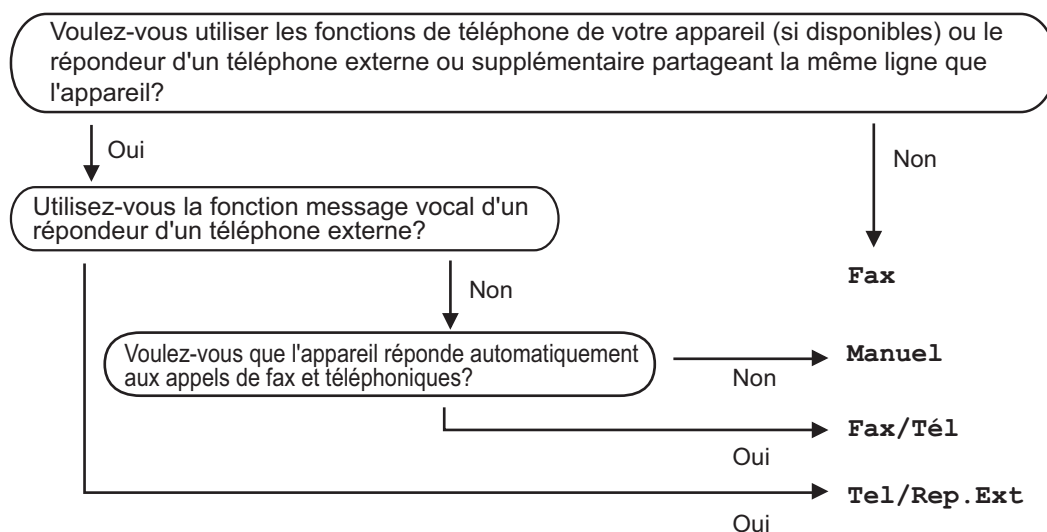 Voulez-vous utiliser les fonctions de téléphone de votre appareil (si disponibles) ou le
répondeur d'un téléphone externe ou supplémentaire partageant la même ligne que
l'appareil?
Oui
Non
Utilisez-vous la fonction message vocal d'un
répondeur d'un téléphone externe?
Fax
Non
Voulez-vous que l'appareil réponde automatiquement
aux appels de fax et téléphoniques?
Non
Manuel
Fax/Tél
Oui
Tel/Rep.Ext
Oui